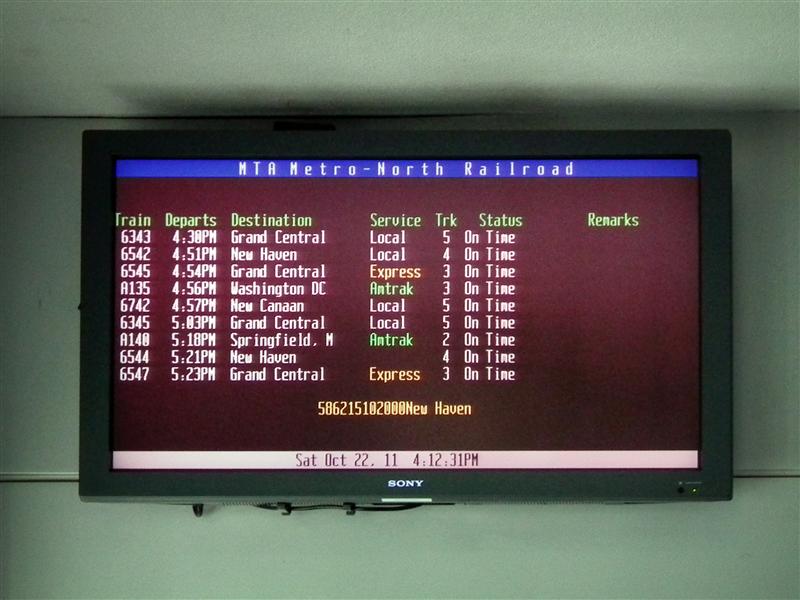 MTA Metro-North Railroad
Train Departs Destination Service Trk Status Remarks
6343 4:30PM Grand Central Local 5 On Time
6542 4:51PM New Haven Local 4 On Time
6545 4:54PM Grand Central Express 3 On Time
A135 4:56PM Washington DC Amtrak 3 On Time
6742 4:57PM New Canaan Local 5 On Time
6345 5:03PM Grand Central Local 5 On Time
A140 5:18PM Springfield, M Amtrak 2 On Time
6544 5:21PM New Haven 4 On Time
6547 5:23PM Grand Central Express 3 On Time
586215102000New Haven
Sat Oct 22, 11 4:12:31PM
SONY